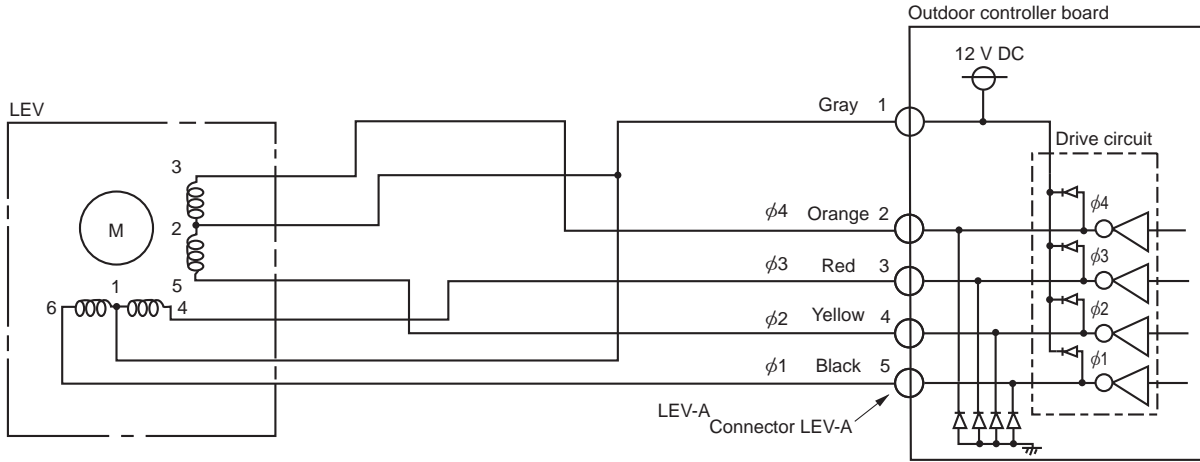 Outdoor controller board
12 V DC
LEV
Gray 1
Drive circuit
3
ϕ4
ϕ4 Orange 2
2
M
ϕ3
ϕ3 Red 3
1
5
6
4
ϕ2
ϕ2 Yellow 4
ϕ1
ϕ1 Black 5
LEV-A
Connector LEV-A